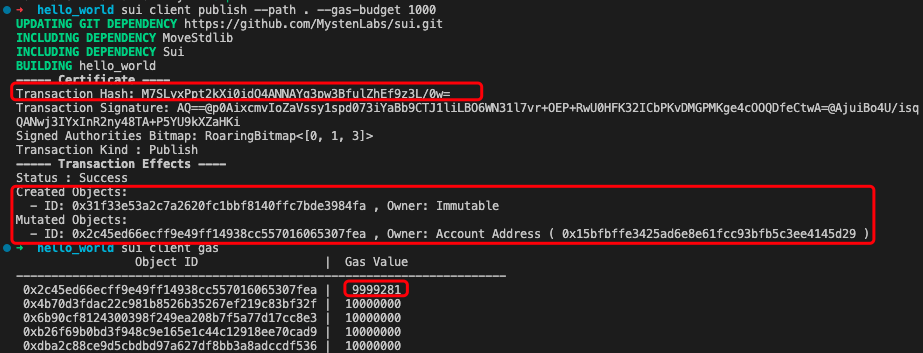 → hello_world sui client publish --path . --gas-budget 1000
UPDATING GIT DEPENDENCY https://github.com/MystenLabs/sui.git
INCLUDING DEPENDENCY MoveStdlib
INCLUDING DEPENDENCY Sui
BUILDING hello_world
----- Certificate ----
Transaction Hash: M7SLyxPpt2kXi0idQ4ANNAYq3pw3BfulZhEf9z3L/0w=
Transaction Signature: AQ==@p0AixcmvIoZaVssy1spd073iYaBb9CTJ1liLBQ6WN31l7vr+OEP+RwU0HFK32ICbPKvDMGPMKge4cOOQDfeCtwA=@AjuiBo4U/isq
QANwj3IYxInR2ny48TA+P5YU9kXZaHKi
Signed Authorities Bitmap: RoaringBitmap<[0, 1, 3]>
Transaction Kind : Publish
----- Transaction Effects ----
Status : Success
Created Objects:
- ID: 0x31f33e53a2c7a2620fc1bbf8140ffc7bde3984fa , Owner: Immutable
Mutated Objects:
- ID: 0x2c45ed66ecff9e49ff14938cc557016065307fea , Owner: Account Address ( 0x15bfbffe3425ad6e8e61fcc93bfb5c3ee4145d29 )
→ hello_world sui client gas
Object ID | Gas Value
----------------------------------------------------------------------
0x2c45ed66ecff9e49ff14938cc557016065307fea | 9999281
0x4b70d3fdac22c981b8526b35267ef219c83bf32f | 10000000
0x6b90cf8124300398f249ea208b7f5a77d17cc8e3 | 10000000
0xb26f69b0bd3f948c9e165e1c44c12918ee70cad9 | 10000000
0xdba2c88ce9d5cbdbd97a627df8bb3a8adccdf536 | 10000000